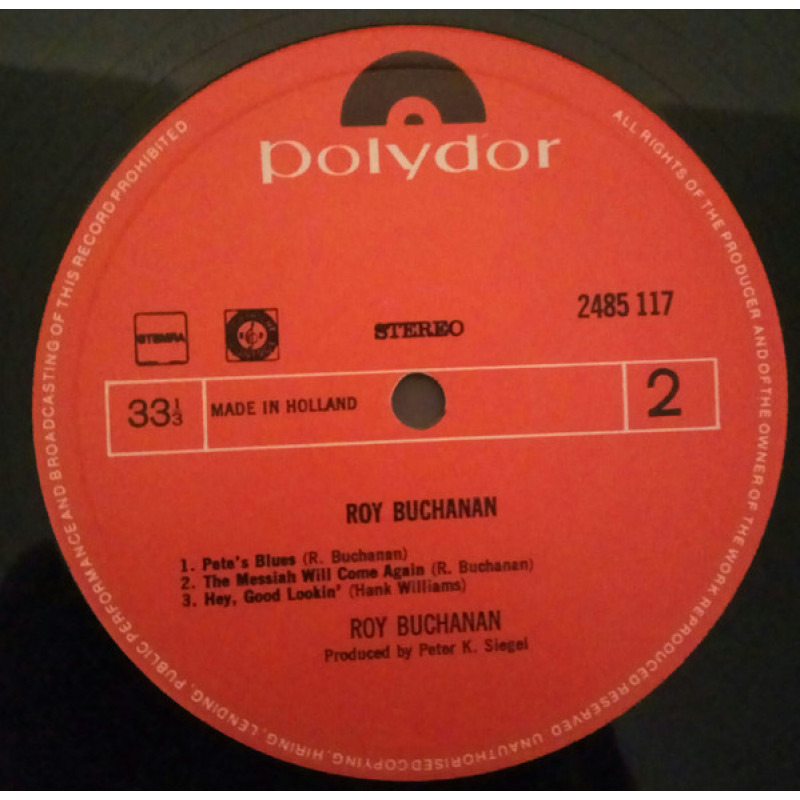 polydor
ALL RIGHTS OF THE PRODUCER AND OF THE OWNER OF THE WORK REPRODUCED RESERVED UNAUTHORISED COPYING, HIRING, LENDING, PUBLIC PERFORMANCE AND BROADCASTING OF THIS RECORD PROHIBITED
2485 117
STEMRA
STEREO
33⅓
MADE IN HOLLAND
2
ROY BUCHANAN
1. Pete's Blues (R. Buchanan)
2. The Messiah Will Come Again (R. Buchanan)
3. Hey, Good Lookin' (Hank Williams)
ROY BUCHANAN
Produced by Peter K. Siegel